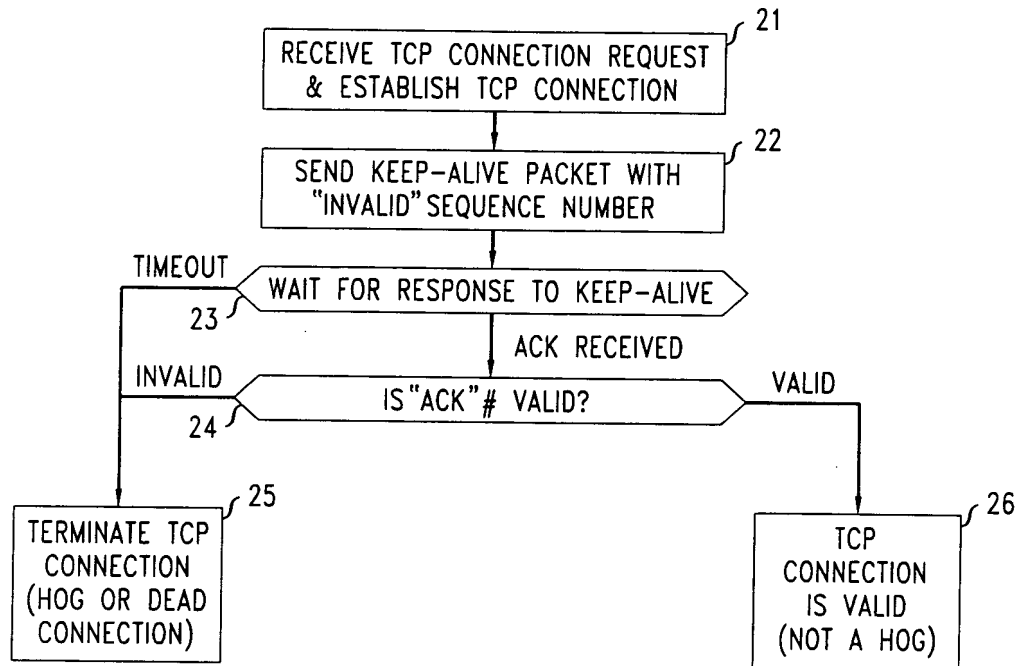 21
RECEIVE TCP CONNECTION REQUEST
& ESTABLISH TCP CONNECTION
22
SEND KEEP-ALIVE PACKET WITH
"INVALID" SEQUENCE NUMBER
TIMEOUT
WAIT FOR RESPONSE TO KEEP-ALIVE
23
ACK RECEIVED
INVALID
IS "ACK" # VALID?
VALID
24
25
TERMINATE TCP
CONNECTION
(HOG OR DEAD
CONNECTION)
26
TCP
CONNECTION
IS VALID
(NOT A HOG)